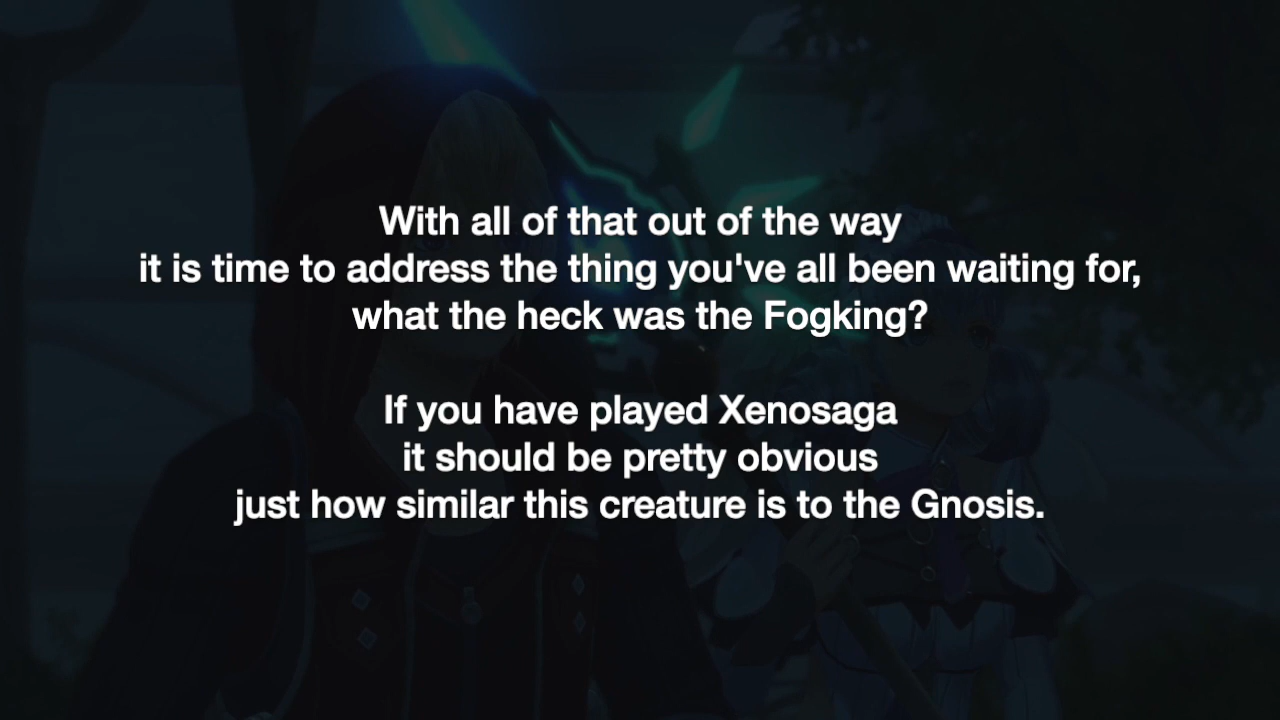 With all of that out of the way
it is time to address the thing you've all been waiting for,
what the heck was the Fogking?
If you have played Xenosaga
it should be pretty obvious
just how similar this creature is to the Gnosis.